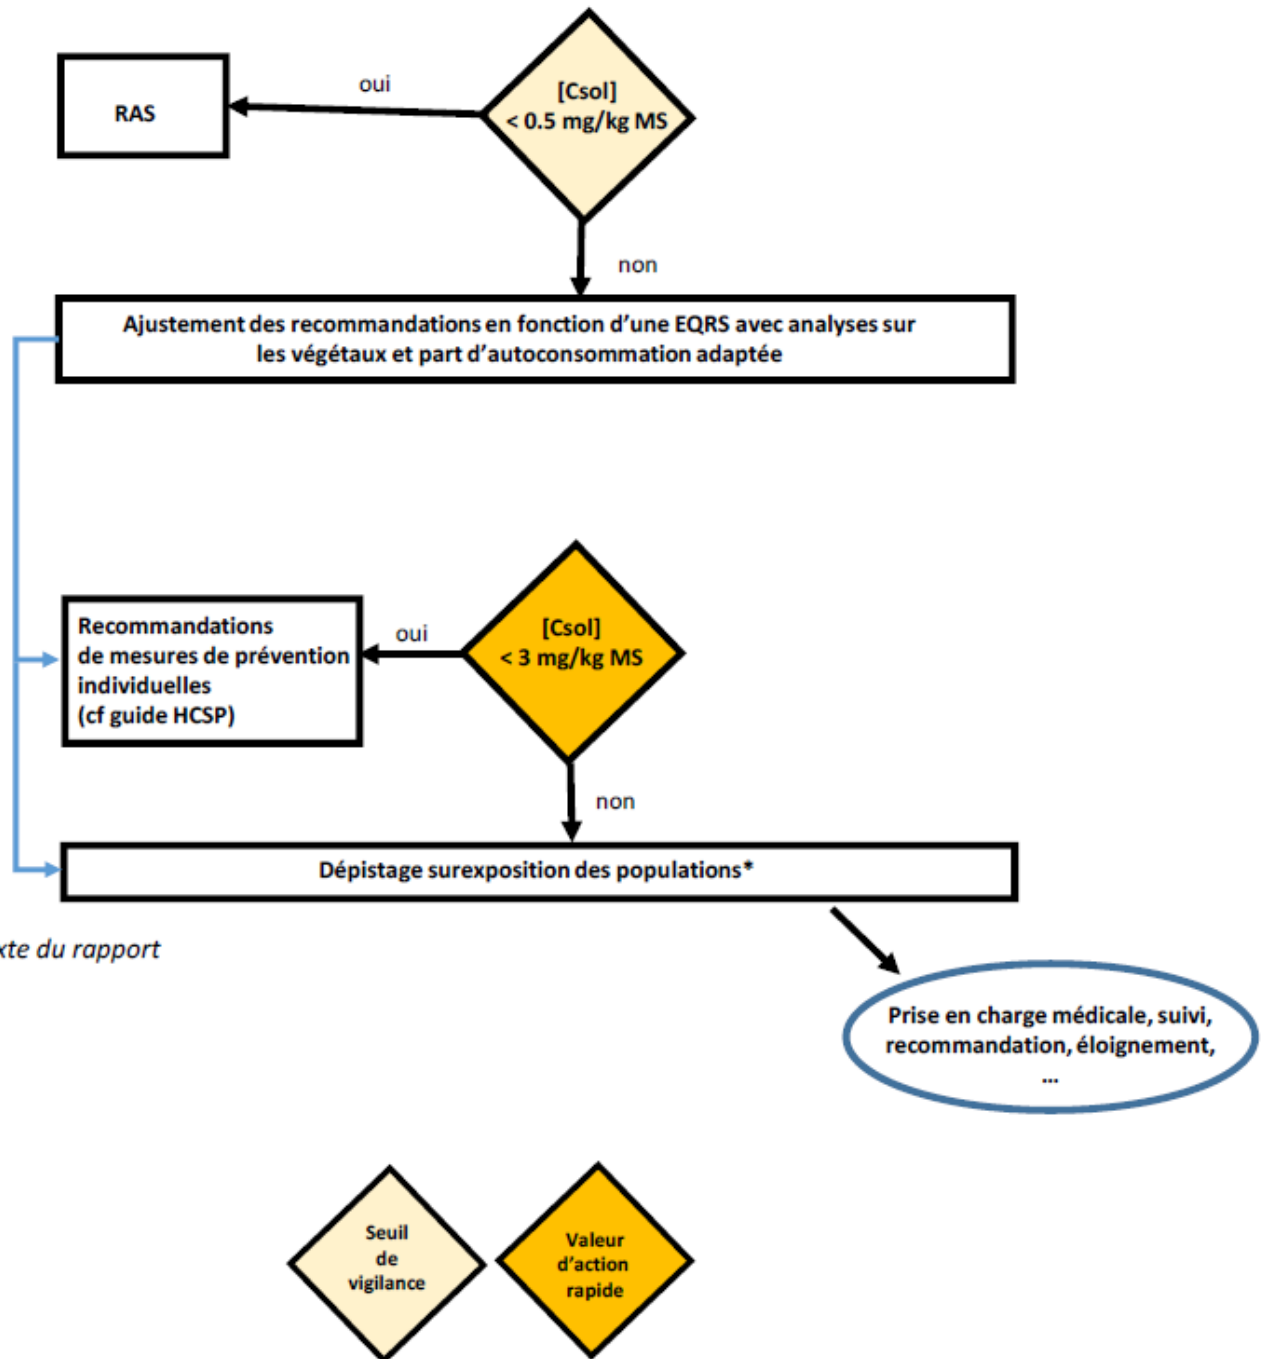 [Csol]
< 0.5 mg/kg MS
oui
RAS
non
Ajustement des recommandations en fonction d'une EQRS avec analyses sur
les végétaux et part d'autoconsommation adaptée
[Csol]
< 3 mg/kg MS
oui
Recommandations
de mesures de prévention
individuelles
(cf guide HCSP)
non
Dépistage surexposition des populations*
du rapport
Prise en charge médicale, suivi,
recommandation, éloignement,
...
Seuil
de
vigilance
Valeur
d'action
rapide